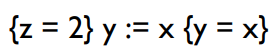 {z = 2} y := x {y = x}